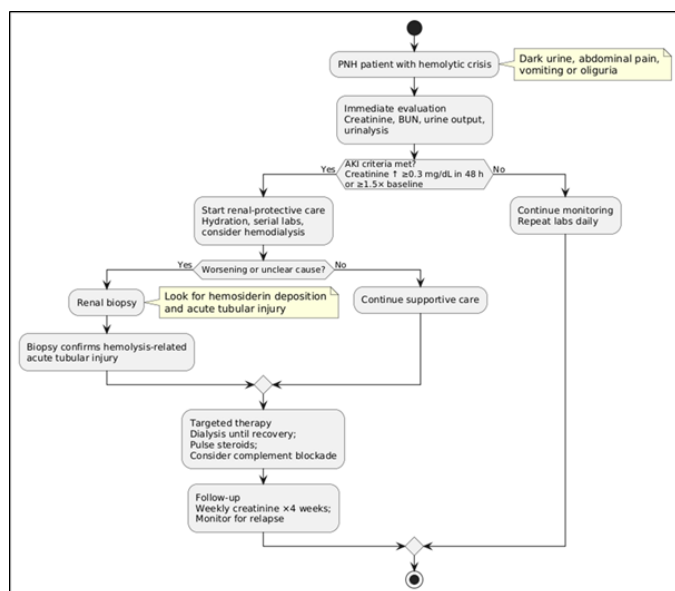 PNH patient with hemolytic crisis
Dark urine, abdominal pain,
vomiting or oliguria
Immediate evaluation
Creatinine, BUN, urine output,
urinalysis
AKI criteria met?
Creatinine ↑ ≥0.3 mg/dL in 48 h
or ≥1.5× baseline
Yes
No
Start renal-protective care
Hydration, serial labs,
consider hemodialysis
Continue monitoring
Repeat labs daily
Worsening or unclear cause?
Yes
No
Renal biopsy
Look for hemosiderin deposition
and acute tubular injury
Continue supportive care
Biopsy confirms hemolysis-related
acute tubular injury
Targeted therapy
Dialysis until recovery;
Pulse steroids;
Consider complement blockade
Follow-up
Weekly creatinine ×4 weeks;
Monitor for relapse